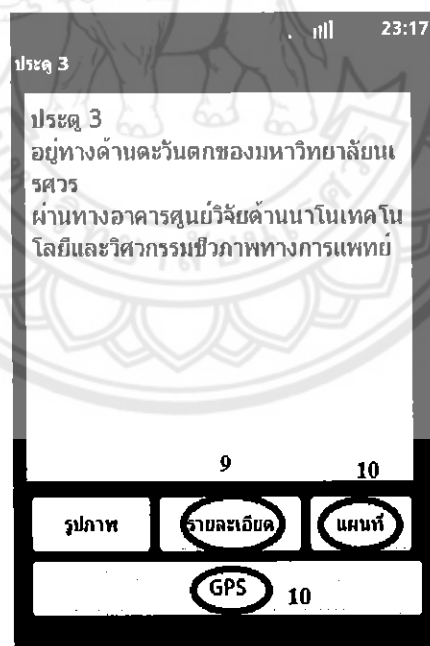 23:17
ประตู 3
ประตู 3
อยู่ทางด้านตะวันตกของมหาวิทยาลัยนเ
รศวร
ผ่านทางอาคารศูนย์วิจัยด้านนาโนเทคโน
โลยีและวิศวกรรมชีวภาพทางการแพทย์
9 10
รูปภาพ รายละเอียด แผนที่
GPS 10